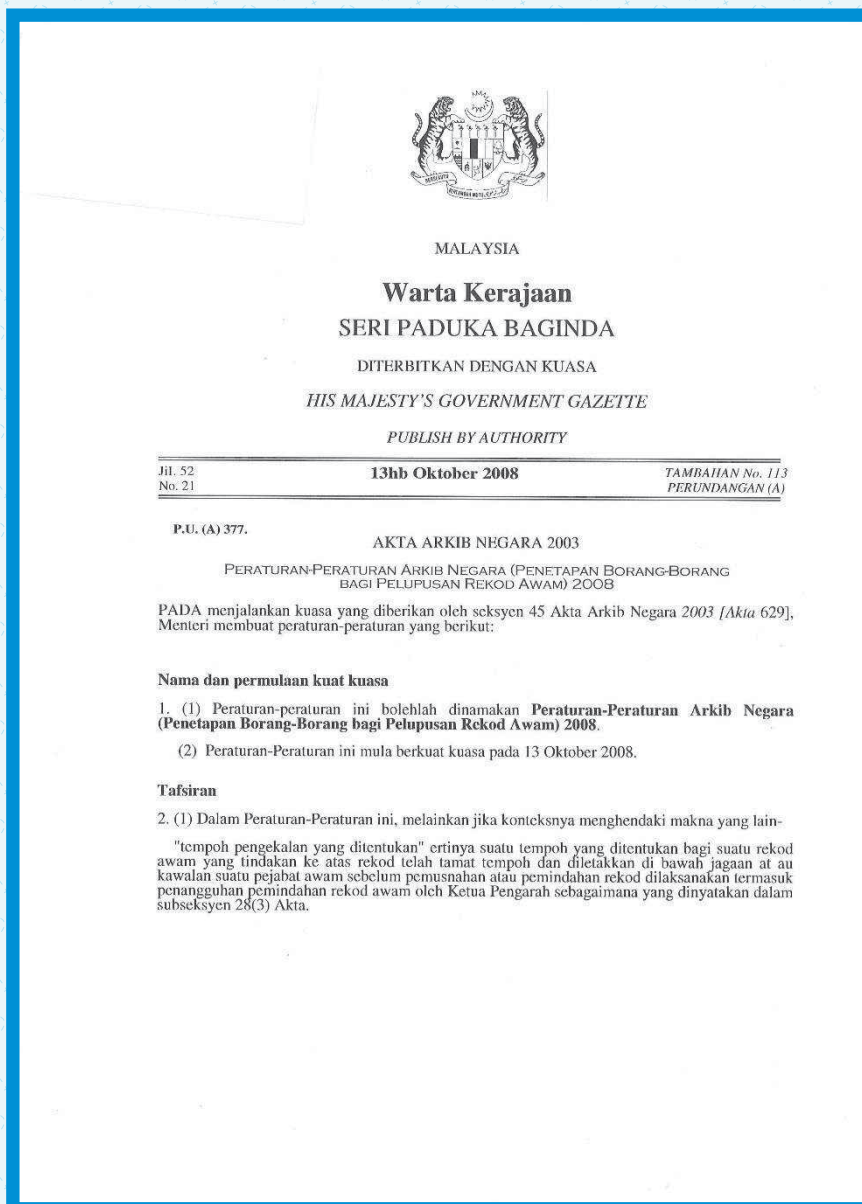 MALAYSIA
Warta Kerajaan
SERI PADUKA BAGINDA
DITERBITKAN DENGAN KUASA
HIS MAJESTY'S GOVERNMENT GAZETTE
PUBLISH BY AUTHORITY
Jil. 52
No. 21
13hb Oktober 2008
TAMBAHAN No. 113
PERUNDANGAN (A)
P.U. (A) 377.
AKTA ARKIB NEGARA 2003
PERATURAN-PERATURAN ARKIB NEGARA (PENETAPAN BORANG-BORANG
BAGI PELUPUSAN REKOD AWAM) 2008
PADA menjalankan kuasa yang diberikan oleh seksyen 45 Akta Arkib Negara 2003 [Akta 629],
Menteri membuat peraturan-peraturan yang berikut:
Nama dan permulaan kuat kuasa
1. (1) Peraturan-peraturan ini bolehlah dinamakan Peraturan-Peraturan Arkib Negara
(Penetapan Borang-Borang bagi Pelupusan Rekod Awam) 2008.
(2) Peraturan-Peraturan ini mula berkuat kuasa pada 13 Oktober 2008.
Tafsiran
2. (1) Dalam Peraturan-Peraturan ini, melainkan jika konteksnya menghendaki makna yang lain-
"tempoh pengekalan yang ditentukan" ertinya suatu tempoh yang ditentukan bagi suatu rekod
awam yang tindakan ke atas rekod telah tamat tempoh dan diletakkan di bawah jagaan at au
kawalan suatu pejabat awam sebelum pemusnahan atau pemindahan rekod dilaksanakan termasuk
penangguhan pemindahan rekod awam oleh Ketua Pengarah sebagaimana yang dinyatakan dalam
subseksyen 28(3) Akta.